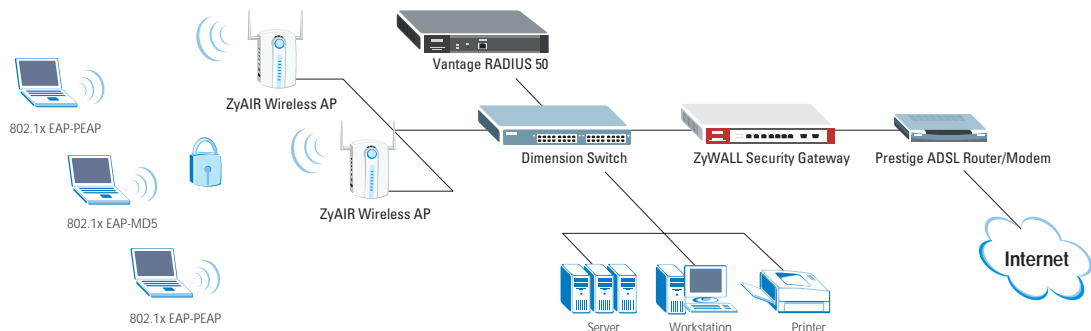 Vantage RADIUS 50
ZyAIR Wireless AP
802.1x EAP-PEAP
Dimension Switch
ZyWALL Security Gateway
Prestige ADSL Router/Modem
ZyAIR Wireless AP
802.1x EAP-MD5
Internet
802.1x EAP-PEAP
Server
Workstation
Printer